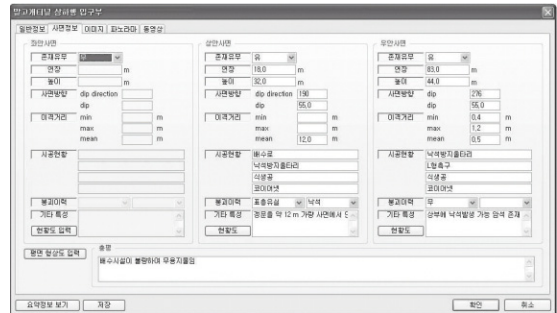 말고개터널 상하행 입구부
일반정보 사면정보 이미지 파노라마 동영상
좌안사면
존재유무
연장 m
높이 m
사면방향 dip direction
dip
이격거리 min m
max m
mean m
시공현황
붕괴이력
기타 특성
현황도 입력
상안사면
존재유무 유
연장 18,0 m
높이 32,0 m
사면방향 dip direction 190
dip 55,0
이격거리 min m
max m
mean 12,0 m
시공현황 배수로
낙석방지울타리
식생공
코이어넷
붕괴이력 표층유실 낙석
기타 특성 경문을 약 12 m 가량 사면에서
현황도
우안사면
존재유무 유
연장 83,0 m
높이 44,0 m
사면방향 dip direction 276
dip 55,0
이격거리 min 0,4 m
max 1,2 m
mean 0,5 m
시공현황 낙석방지울타리
L형측구
식생공
코이어넷
붕괴이력 무
기타 특성 상부에 낙석발생 가능 암석 존재
현황도
평면 형상도 입력
총평
배수시설이 불량하며 무용지물임
요약정보 보기 저장 확인 취소